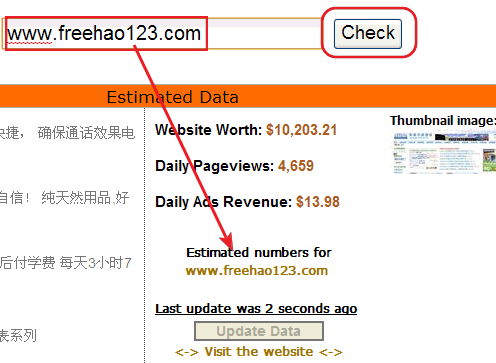 www.freehao123.com
Check
Estimated Data
快捷， 确保通话效果电
自信！ 纯天然用品,好
后付学费 每天3小时7
表系列
Website Worth: $10,203.21
Daily Pageviews: 4,659
Daily Ads Revenue: $13.98
Estimated numbers for
www.freehao123.com
Last update was 2 seconds ago
Update Data
<-> Visit the website <->
Thumbnail image: